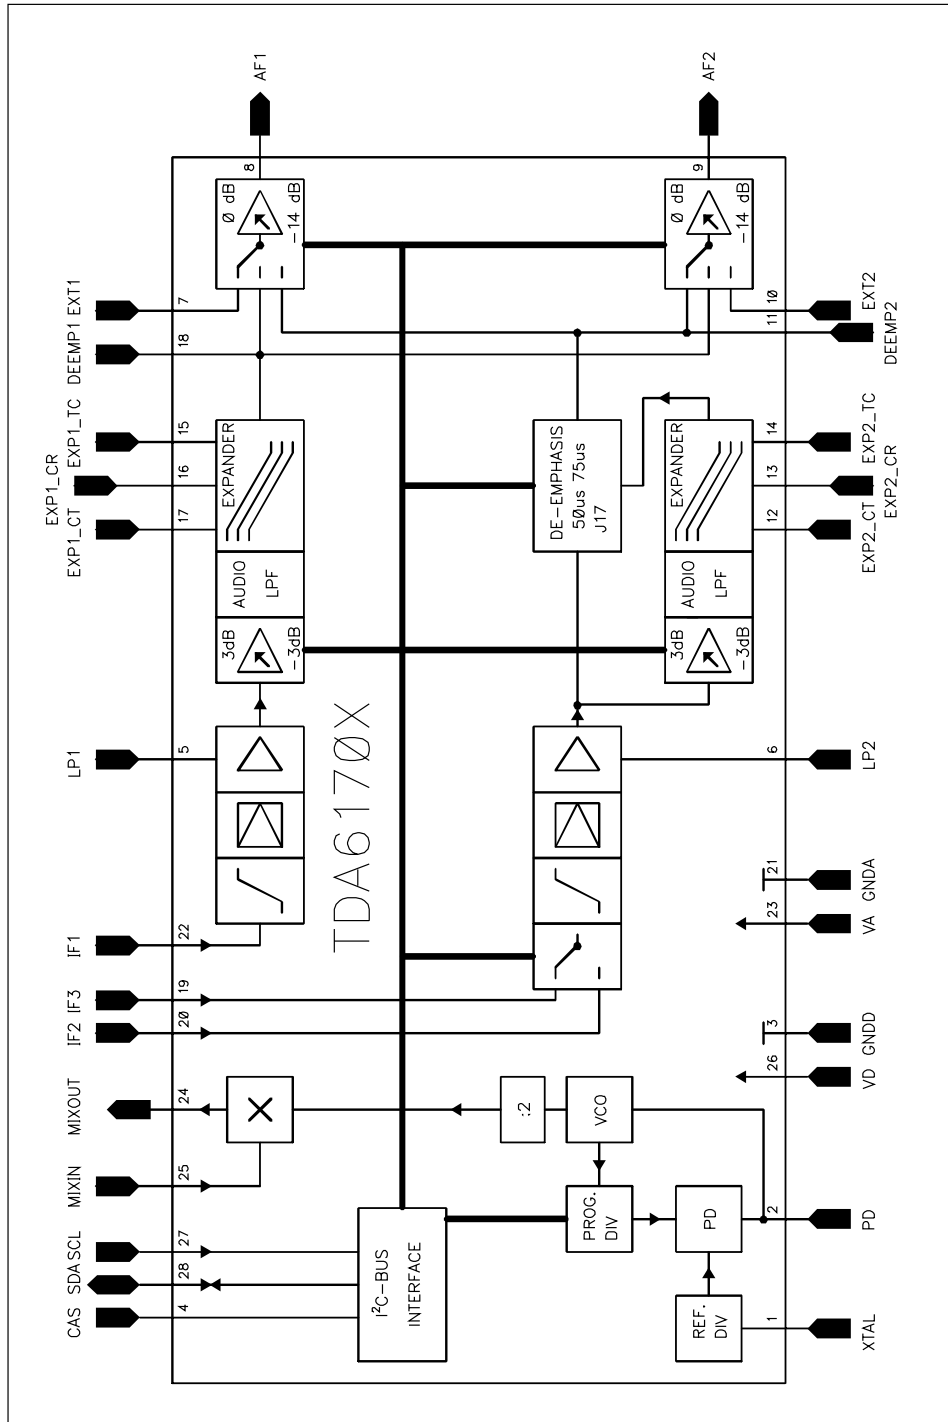 AF1
8
0 dB
-14 dB
EXT1
7
DEEMP1
18
EXP1_TC
15
EXP1_CR
16
EXP1_CT
17
EXPANDER
AUDIO
LPF
3dB
-3dB
LP1
5
TDA6170X
IF1
22
IF3
19
IF2
20
MIXOUT
24
MIXIN
25
SCL
27
SDA
28
CAS
4
I²C-BUS
INTERFACE
AF2
9
0 dB
-14 dB
10
EXT2
11
DEEMP2
DE-EMPHASIS
50us 75us
J17
EXPANDER
14
EXP2_TC
13
EXP2_CR
12
EXP2_CT
AUDIO
LPF
3dB
-3dB
6
LP2
21
GNDA
23
VA
3
GNDD
26
VD
:2
VCO
PROG.
DIV
PD
2
PD
REF.
DIV
1
XTAL